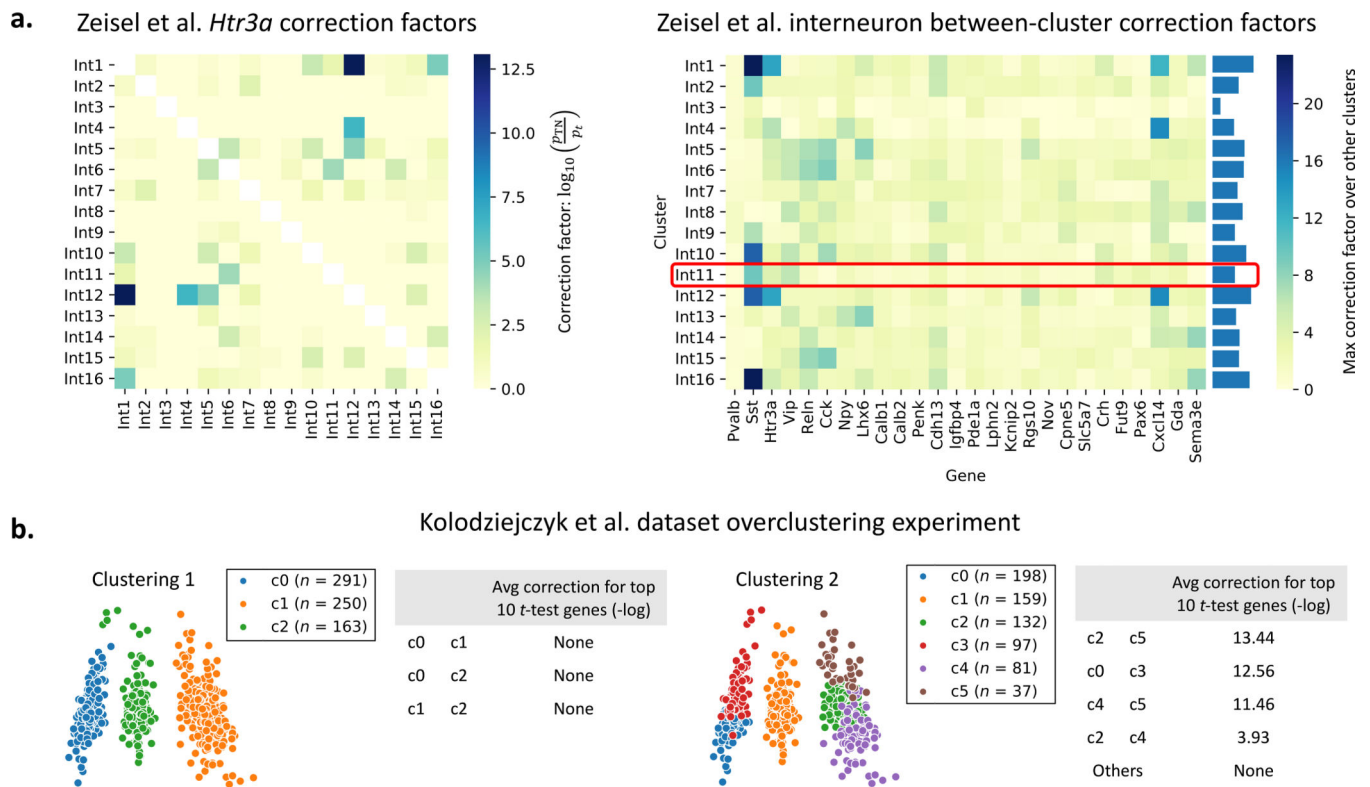 a.
Zeisel et al. Htr3a correction factors
Int1
Int2
Int3
Int4
Int5
Int6
Int7
Int8
Int9
Int10
Int11
Int12
Int13
Int14
Int15
Int16
Int1
Int2
Int3
Int4
Int5
Int6
Int7
Int8
Int9
Int10
Int11
Int12
Int13
Int14
Int15
Int16
12.5
10.0
7.5
5.0
2.5
0.0
Correction factor: log10 (pTN/pt)
Zeisel et al. interneuron between-cluster correction factors
Cluster
Int1
Int2
Int3
Int4
Int5
Int6
Int7
Int8
Int9
Int10
Int11
Int12
Int13
Int14
Int15
Int16
Pvalb
Sst
Htr3a
Vip
Reln
Cck
Npy
Lhx6
Calb1
Calb2
Penk
Cdh13
Igfbp4
Pde1a
Lphn2
Kcnip2
Rgs10
Nov
Cpne5
Slc5a7
Crh
Fut9
Pax6
Cxcl14
Gda
Sema3e
Gene
20
16
12
8
4
0
Max correction factor over other clusters
b.
Kolodziejczyk et al. dataset overclustering experiment
Clustering 1
c0 (n = 291)
c1 (n = 250)
c2 (n = 163)
Avg correction for top
10 t-test genes (-log)
c0 c1 None
c0 c2 None
c1 c2 None
Clustering 2
c0 (n = 198)
c1 (n = 159)
c2 (n = 132)
c3 (n = 97)
c4 (n = 81)
c5 (n = 37)
Avg correction for top
10 t-test genes (-log)
c2 c5 13.44
c0 c3 12.56
c4 c5 11.46
c2 c4 3.93
Others None